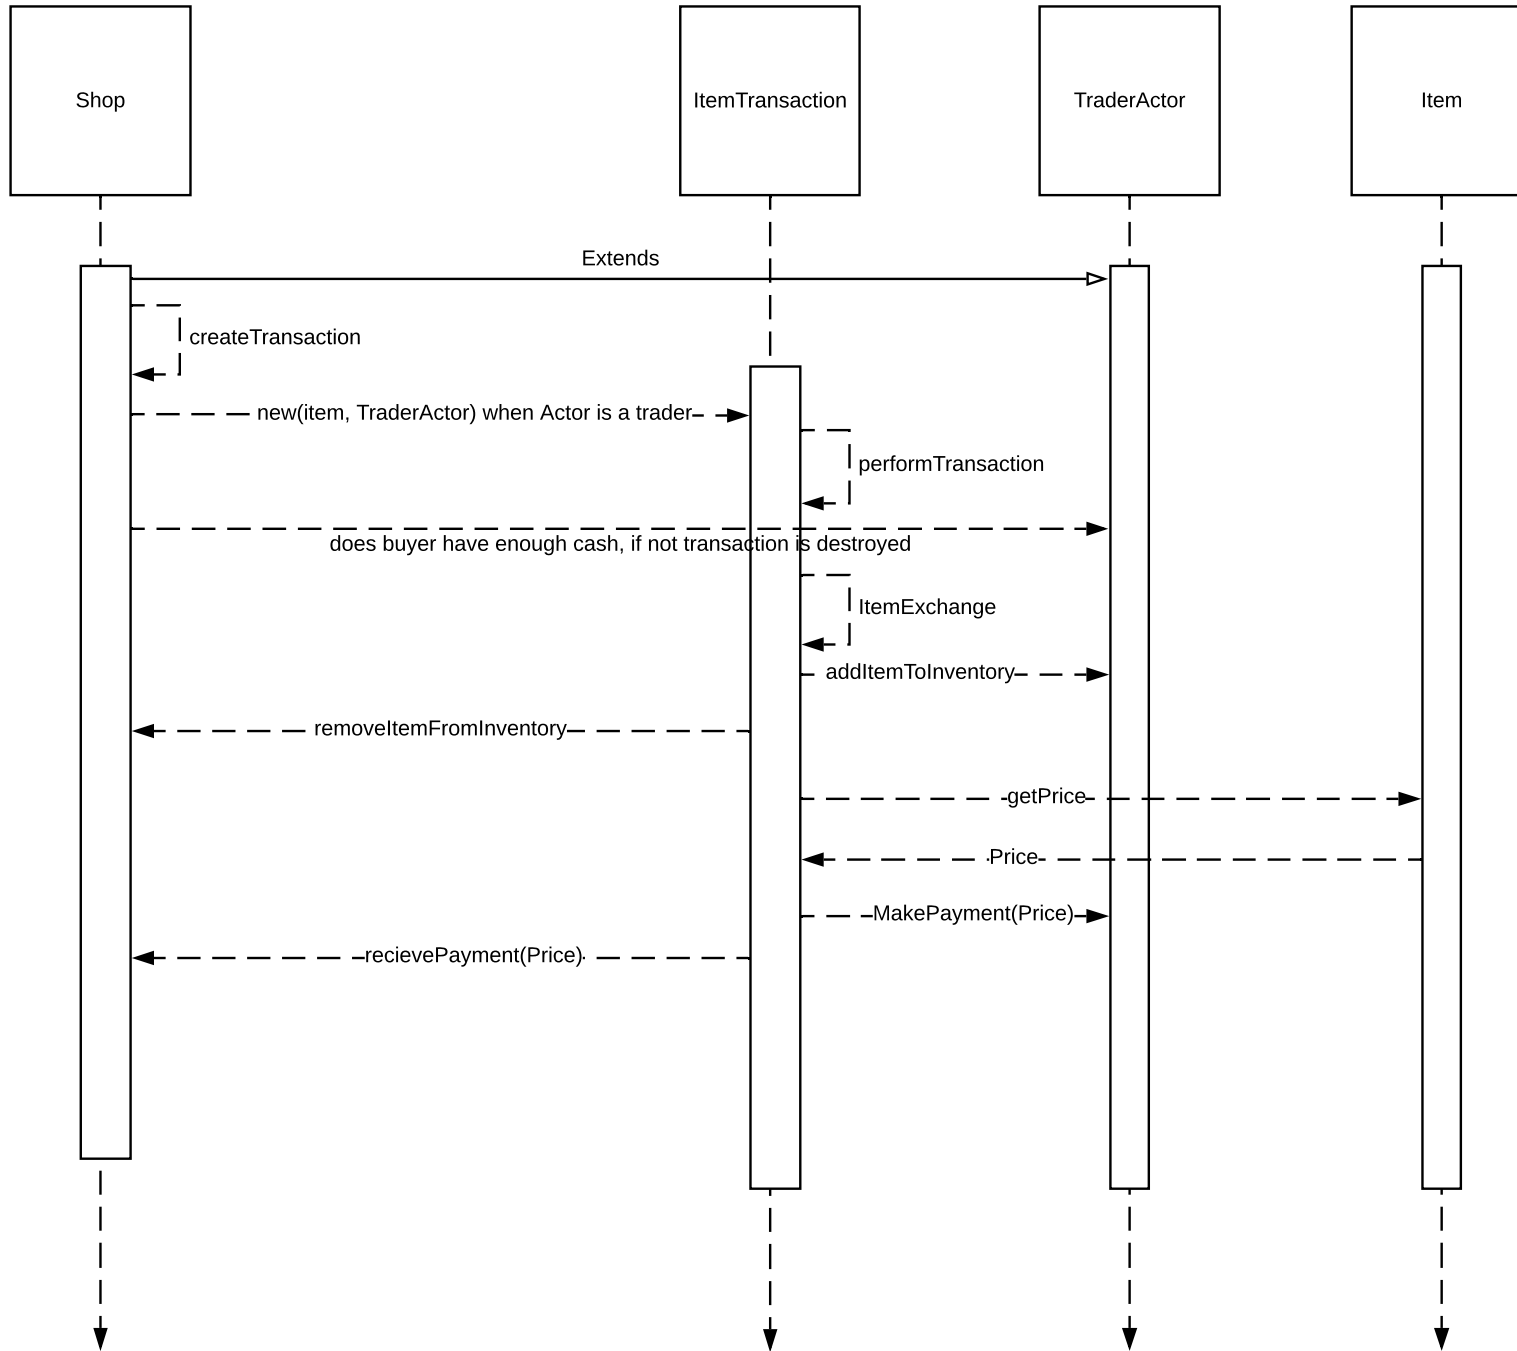 Shop
ItemTransaction
TraderActor
Item
Extends
createTransaction
new(item, TraderActor) when Actor is a trader
performTransaction
does buyer have enough cash, if not transaction is destroyed
ItemExchange
addItemToInventory
removeItemFromInventory
getPrice
Price
MakePayment(Price)
recievePayment(Price)